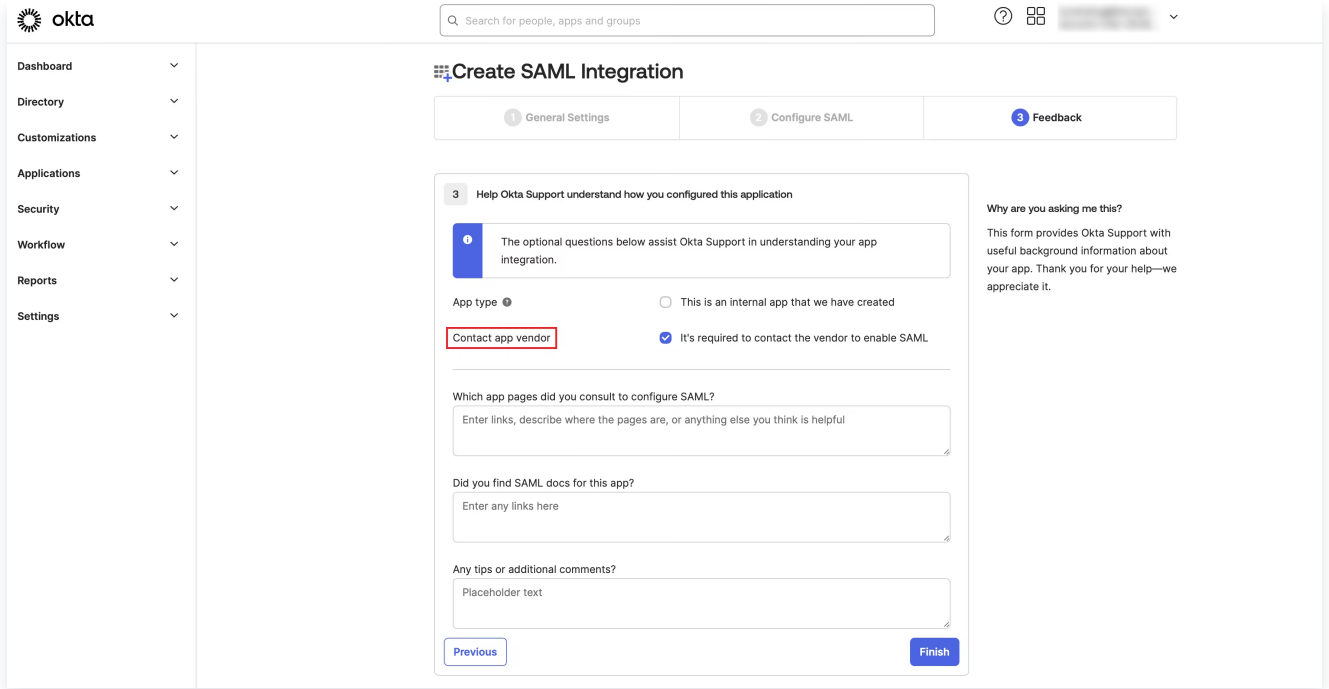 okta
Search for people, apps and groups
Dashboard
Directory
Customizations
Applications
Security
Workflow
Reports
Settings
Create SAML Integration
1 General Settings
2 Configure SAML
3 Feedback
3 Help Okta Support understand how you configured this application
The optional questions below assist Okta Support in understanding your app
integration.
App type
This is an internal app that we have created
Contact app vendor
It's required to contact the vendor to enable SAML
Which app pages did you consult to configure SAML?
Enter links, describe where the pages are, or anything else you think is helpful
Did you find SAML docs for this app?
Enter any links here
Any tips or additional comments?
Placeholder text
Previous
Finish
Why are you asking me this?
This form provides Okta Support with
useful background information about
your app. Thank you for your help—we
appreciate it.